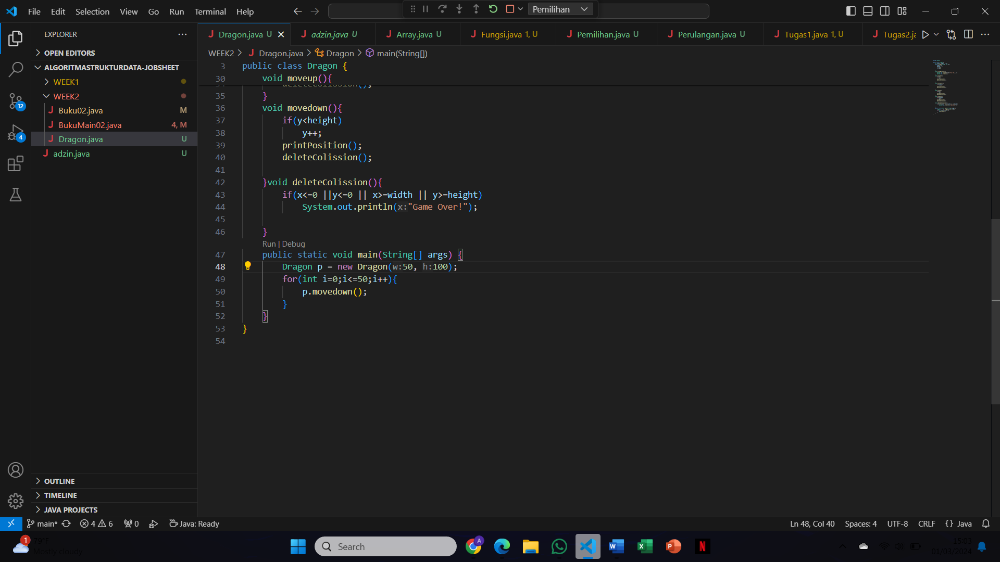 File Edit Selection View Go Run Terminal Help
Pemilihan
EXPLORER
OPEN EDITORS
ALGORITMASTRUKTURDATA-JOBSHEET
WEEK1
WEEK2
Buku02.java M
BukuMain02.java 4, M
Dragon.java U
adzin.java U
OUTLINE
TIMELINE
JAVA PROJECTS
12
4
Dragon.java U adzin.java U Array.java U Fungsi.java 1, U Pemilihan.java U Perulangan.java U Tugas1.java 1, U Tugas2.ja
WEEK2 > Dragon.java > Dragon > main(String[])
3 public class Dragon {
30 void moveup(){
35 }
36 void movedown(){
37 if(y<height)
38 y++;
39 printPosition();
40 deleteColission();
41
42 }void deleteColission(){
43 if(x<=0 ||y<=0 || x>=width || y>=height)
44 System.out.println(x:"Game Over!");
45
46 }
Run | Debug
47 public static void main(String[] args) {
48 Dragon p = new Dragon(w:50, h:100);
49 for(int i=0;i<=50;i++){
50 p.movedown();
51 }
52 }
53 }
54
main* 4 6 0 Java: Ready
Ln 48, Col 40 Spaces: 4 UTF-8 CRLF {} Java
1
79°F
Mostly cloudy
Search
A
15:03
01/03/2024